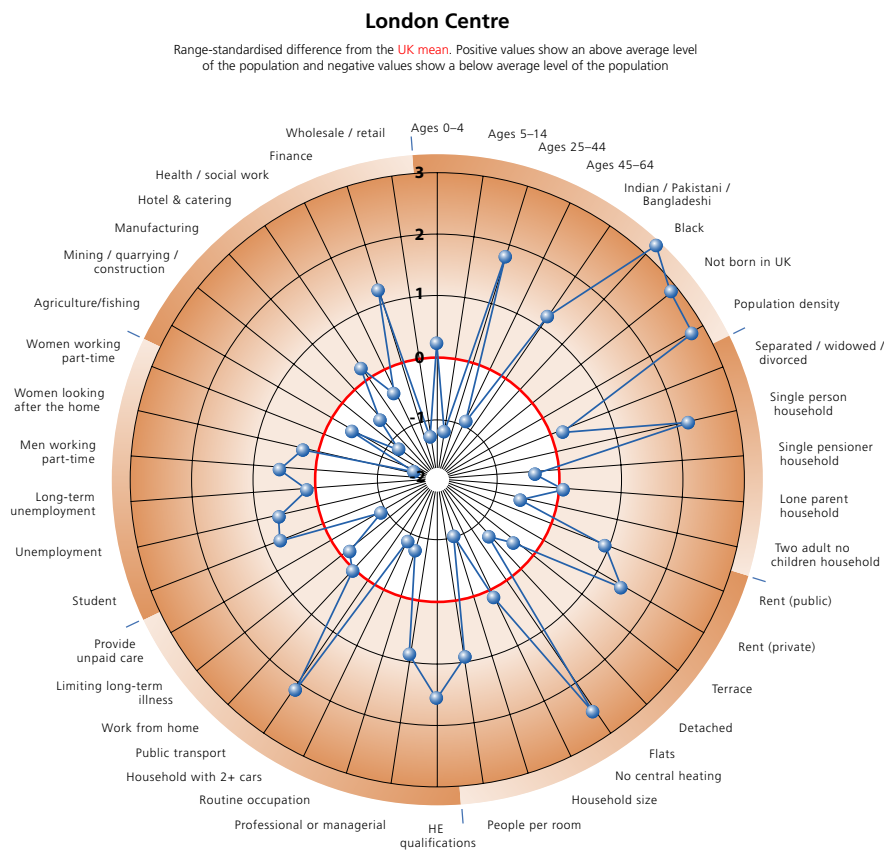 London Centre
Range-standardised difference from the UK mean. Positive values show an above average level
of the population and negative values show a below average level of the population
Ages 0–4
Ages 5–14
Ages 25–44
Ages 45–64
Indian / Pakistani /
Bangladeshi
Black
Not born in UK
Population density
Separated / widowed /
divorced
Single person
household
Single pensioner
household
Lone parent
household
Two adult no
children household
Rent (public)
Rent (private)
Terrace
Detached
Flats
No central heating
Household size
People per room
HE
qualifications
Professional or managerial
Routine occupation
Household with 2+ cars
Public transport
Work from home
Limiting long-term
illness
Provide
unpaid care
Student
Unemployment
Long-term
unemployment
Men working
part-time
Women looking
after the home
Women working
part-time
Agriculture/fishing
Mining / quarrying /
construction
Manufacturing
Hotel & catering
Health / social work
Finance
Wholesale / retail
3
2
1
0
-1
-2